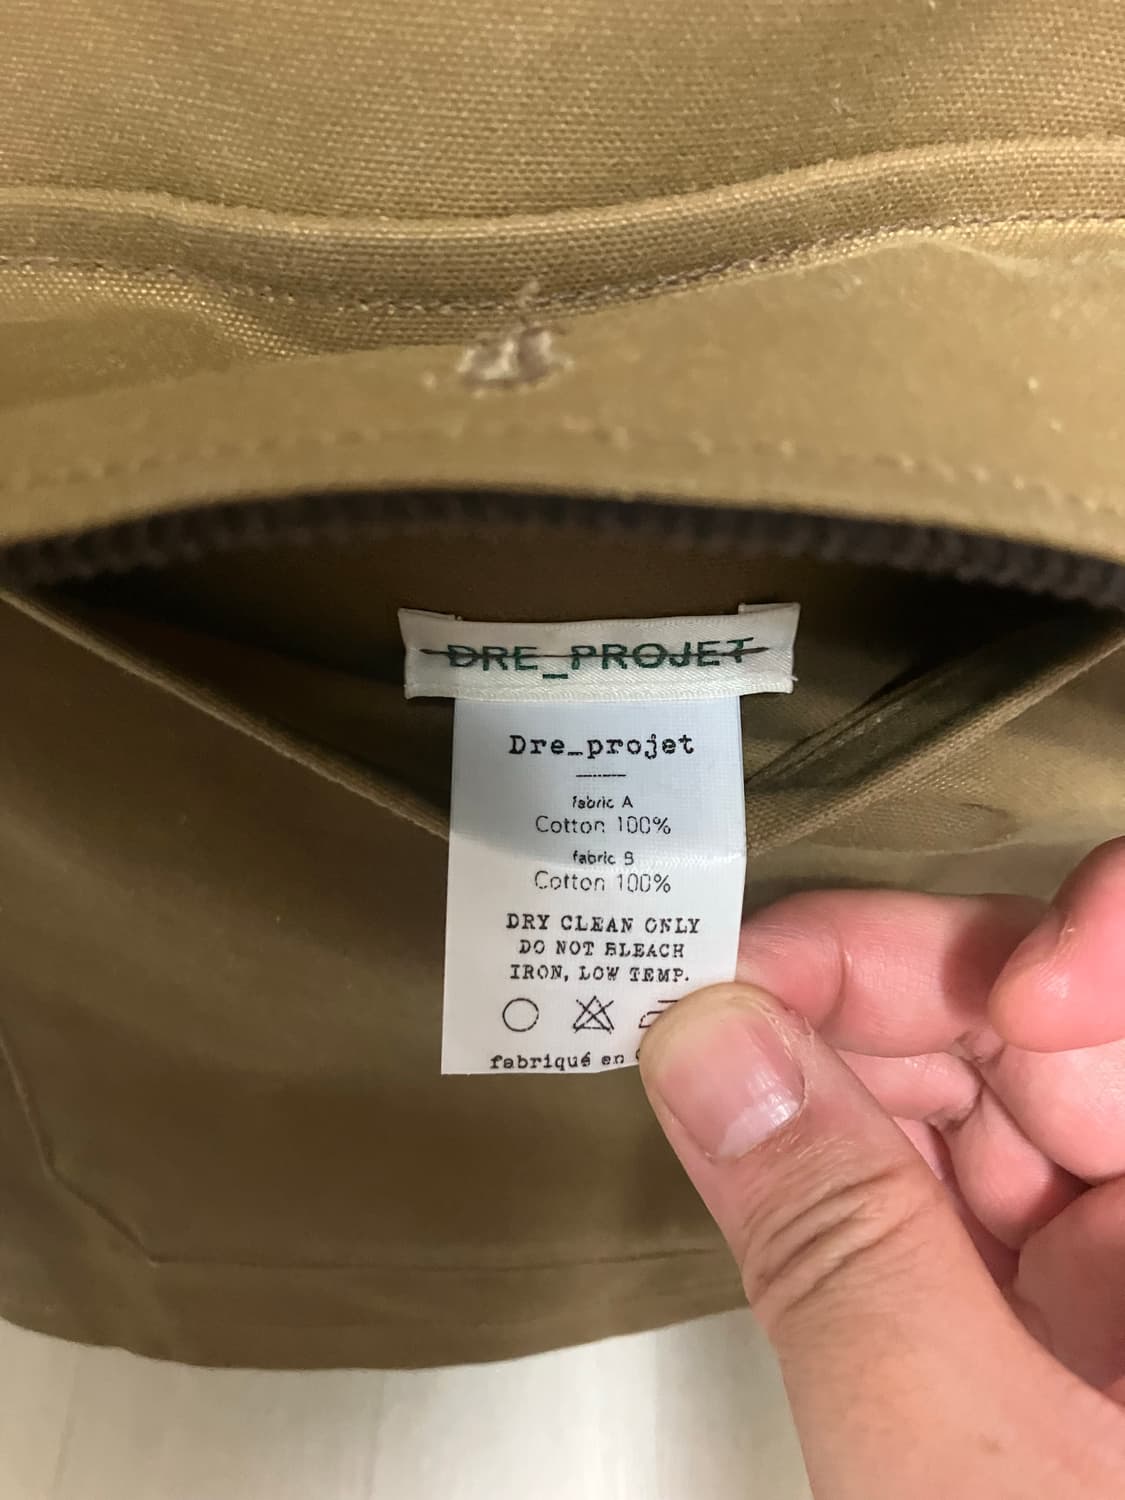 DRE_PROJET
Dre_projet
fabric A
Cotton 100%
fabric B
Cotton 100%
DRY CLEAN ONLY
DO NOT BLEACH
IRON, LOW TEMP.
fabriqué en